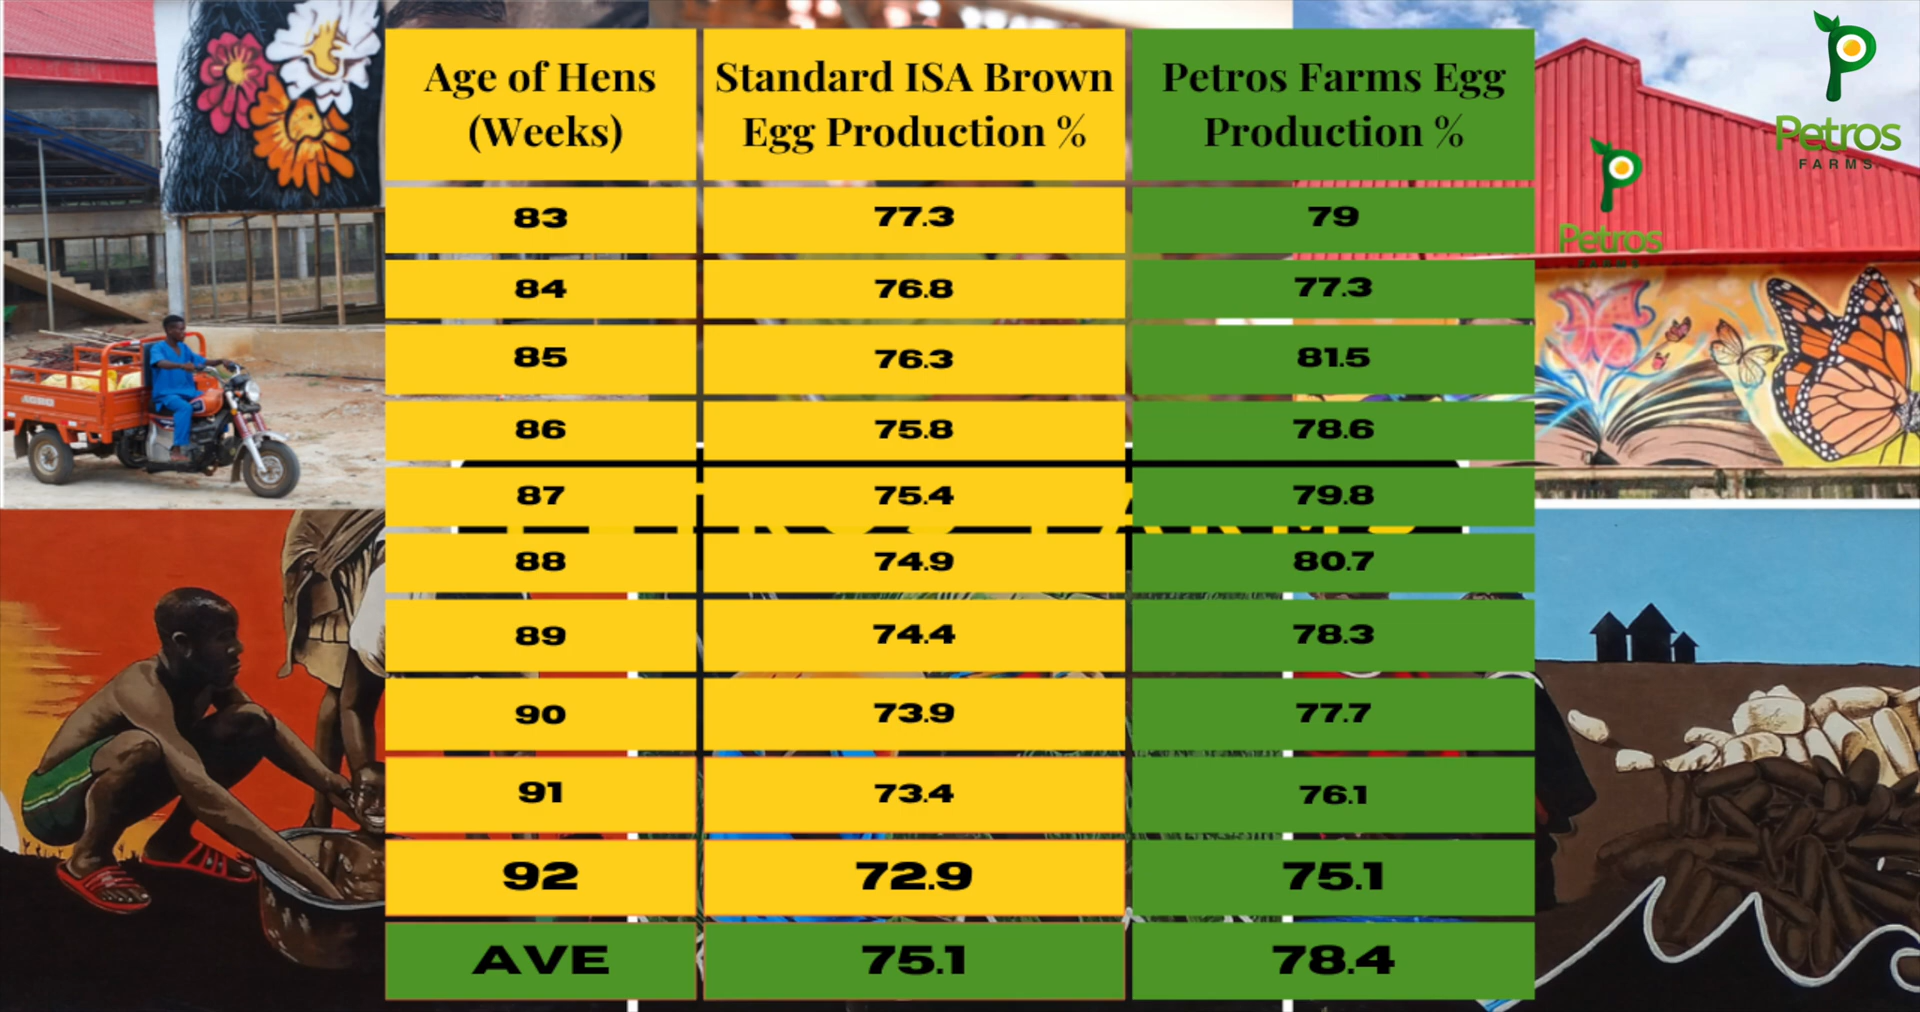 Age of Hens
(Weeks)
Standard ISA Brown
Egg Production %
Petros Farms Egg
Production %
83 77.3 79
84 76.8 77.3
85 76.3 81.5
86 75.8 78.6
87 75.4 79.8
88 74.9 80.7
89 74.4 78.3
90 73.9 77.7
91 73.4 76.1
92 72.9 75.1
AVE 75.1 78.4
Petros
FARMS
Petros
FARMS